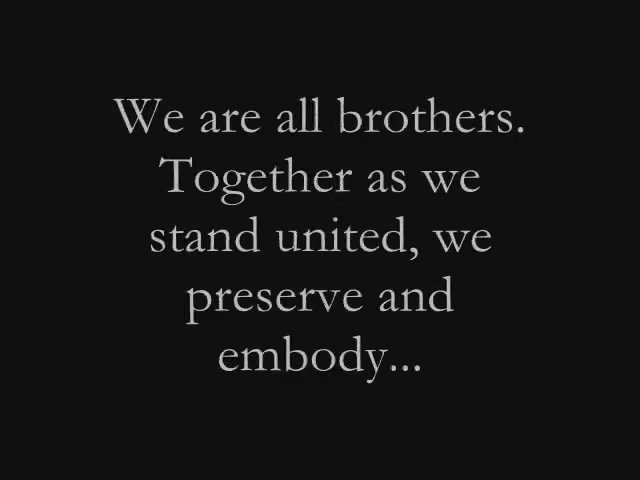 We are all brothers.
Together as we
stand united, we
preserve and
embody...